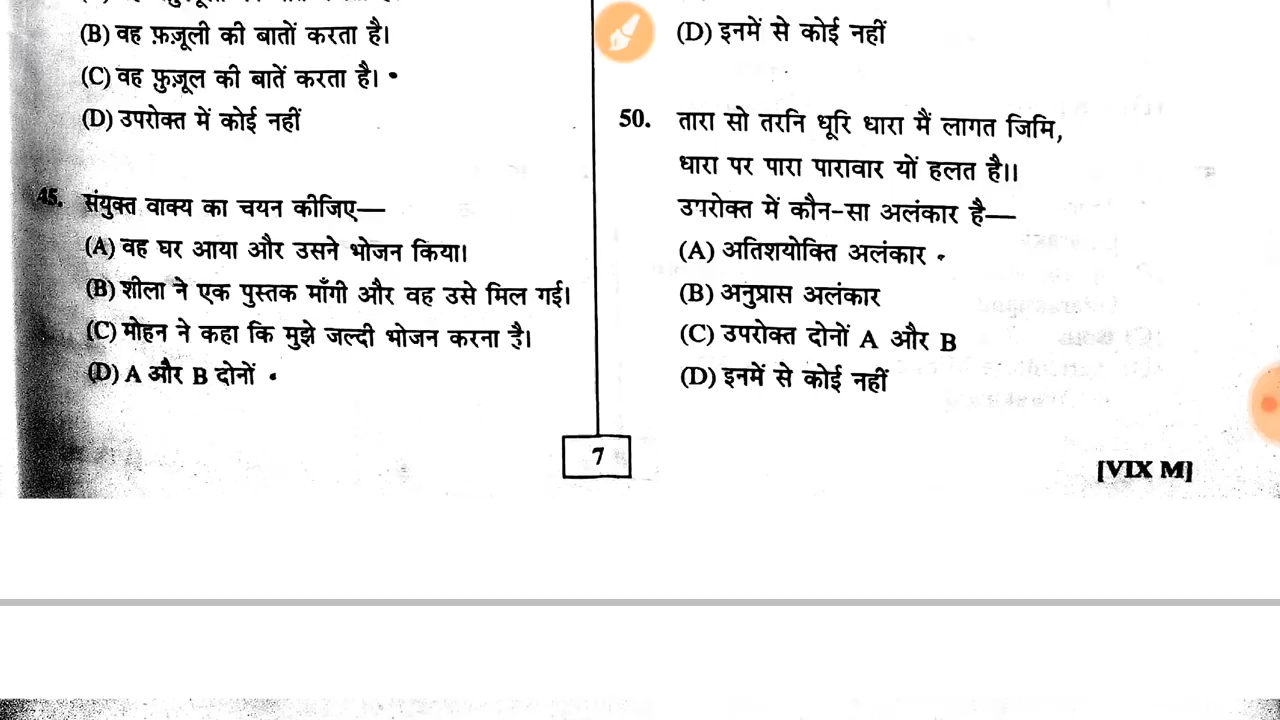 (B) वह फ़ज़ूली की बातों करता है।
(C) वह फ़ुज़ूल की बातें करता है।
(D) उपरोक्त में कोई नहीं
45. संयुक्त वाक्य का चयन कीजिए—
(A) वह घर आया और उसने भोजन किया।
(B) शीला ने एक पुस्तक माँगी और वह उसे मिल गई।
(C) मोहन ने कहा कि मुझे जल्दी भोजन करना है।
(D) A और B दोनों
(D) इनमें से कोई नहीं
50. तारा सो तरनि धूरि धारा मैं लागत जिमि,
धारा पर पारा पारावार यों हलत है।।
उपरोक्त में कौन-सा अलंकार है—
(A) अतिशयोक्ति अलंकार
(B) अनुप्रास अलंकार
(C) उपरोक्त दोनों A और B
(D) इनमें से कोई नहीं
7
[VIX M]